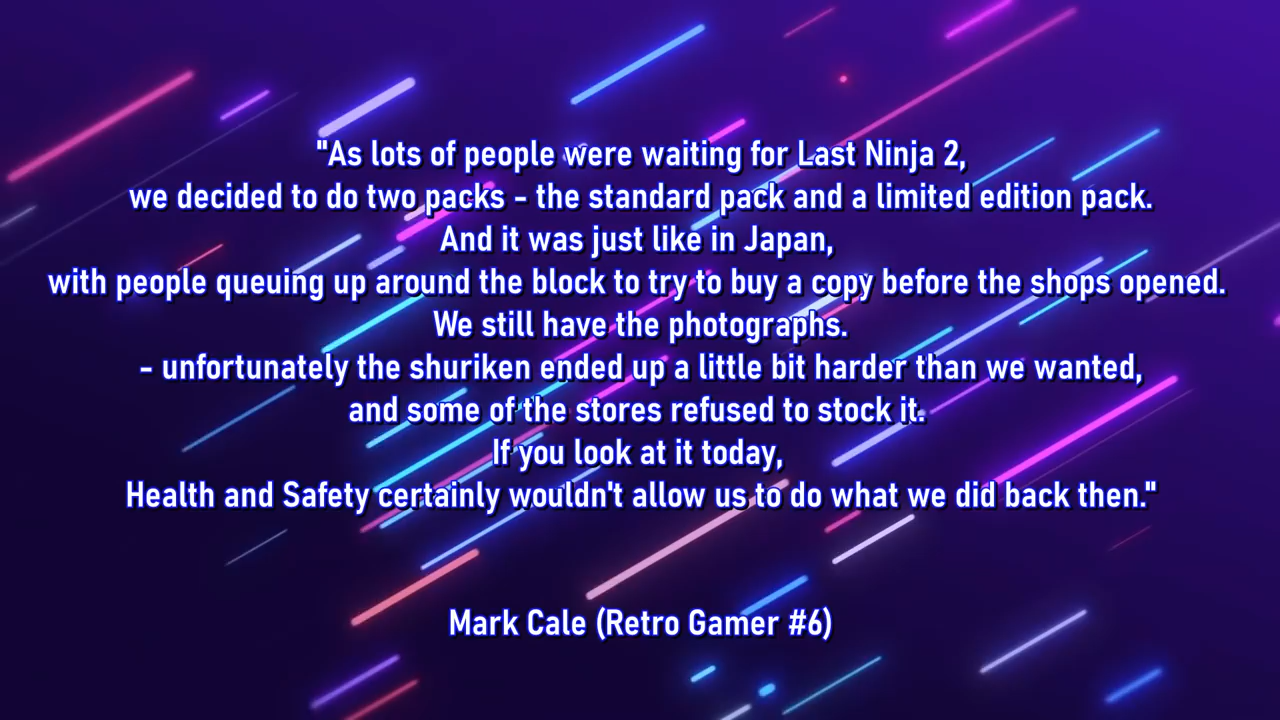 "As lots of people were waiting for Last Ninja 2,
we decided to do two packs - the standard pack and a limited edition pack.
And it was just like in Japan,
with people queuing up around the block to try to buy a copy before the shops opened.
We still have the photographs.
- unfortunately the shuriken ended up a little bit harder than we wanted,
and some of the stores refused to stock it.
If you look at it today,
Health and Safety certainly wouldn't allow us to do what we did back then."
Mark Cale (Retro Gamer #6)